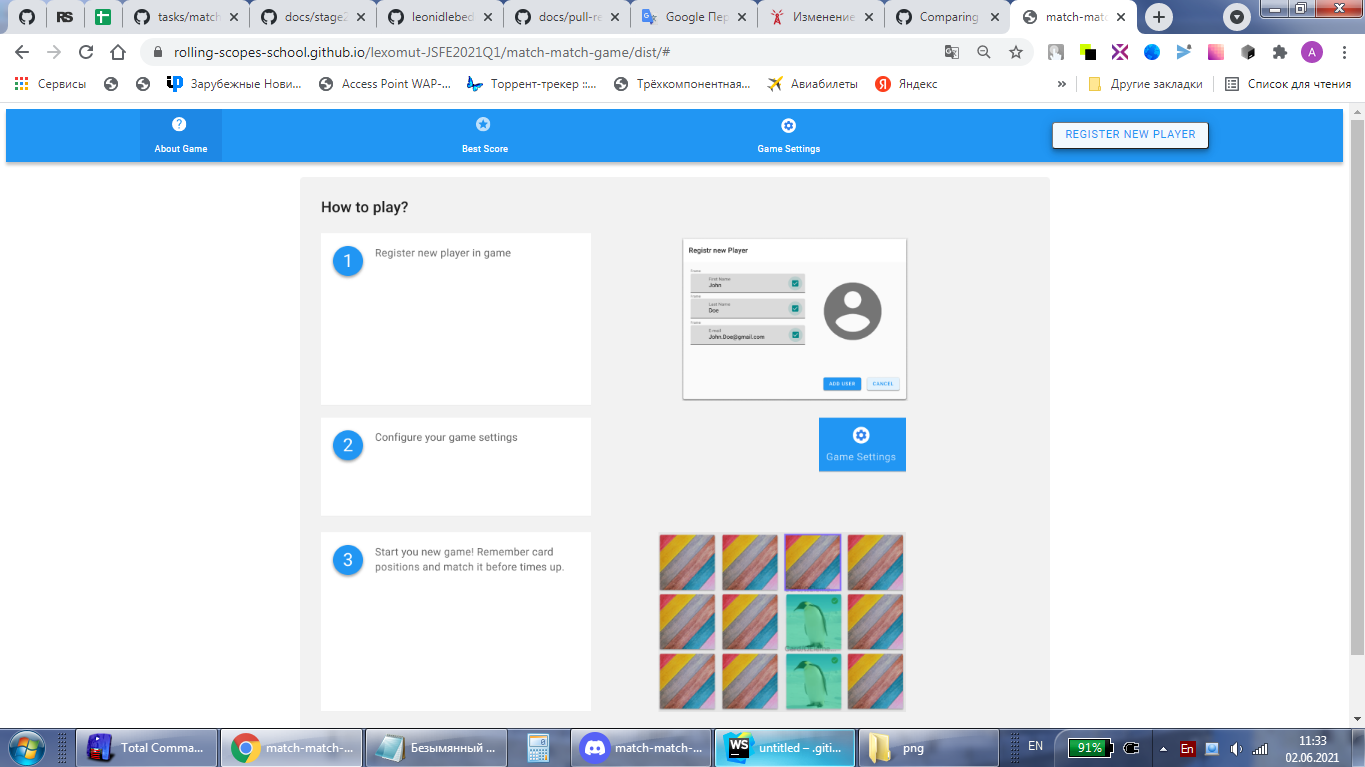 tasks/match
docs/stage2
leonidlebed
docs/pull-re
Google Пер
Изменение
Comparing
match-mat
rolling-scopes-school.github.io/lexomut-JSFE2021Q1/match-match-game/dist/#
A
Сервисы
Зарубежные Нови...
Access Point WAP-...
Торрент-трекер ::...
Трёхкомпонентная...
Авиабилеты
Яндекс
»
Другие закладки
Список для чтения
About Game
Best Score
Game Settings
REGISTER NEW PLAYER
How to play?
1
Register new player in game
Registr new Player
First Name
John
Last Name
Doe
E-mail
John.Doe@gmail.com
ADD USER
CANCEL
2
Configure your game settings
Game Settings
3
Start you new game! Remember card
positions and match it before times up.
Total Comma...
match-match-...
Безымянный ...
match-match-...
untitled – .giti...
png
EN
91%
En
11:33
02.06.2021